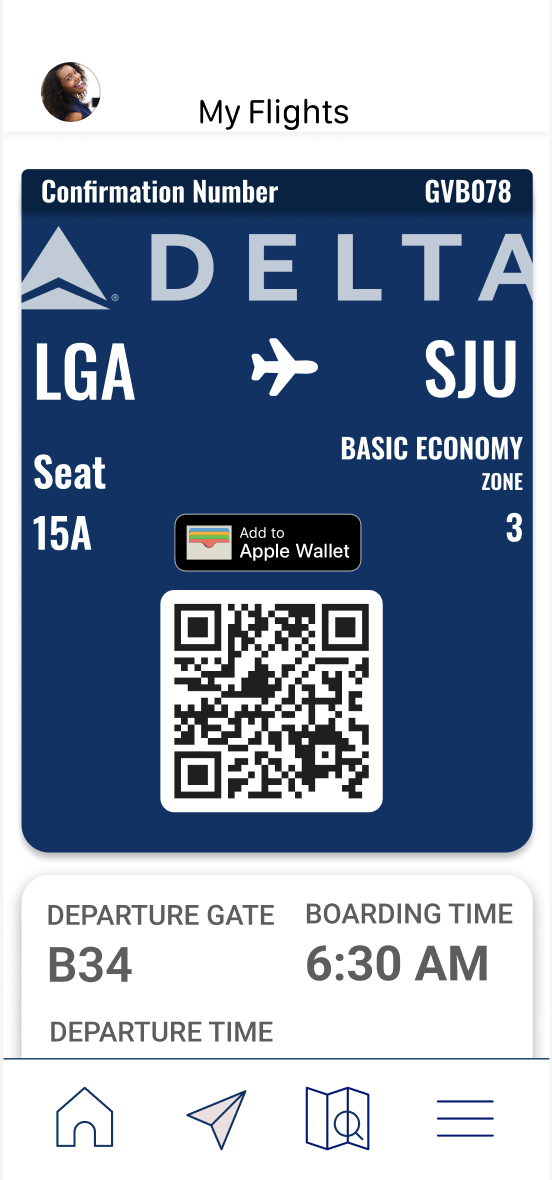 My Flights
Confirmation Number GVB078
DELTA
LGA SJU
BASIC ECONOMY
Seat
ZONE
15A
3
Add to
Apple Wallet
DEPARTURE GATE BOARDING TIME
B34 6:30 AM
DEPARTURE TIME